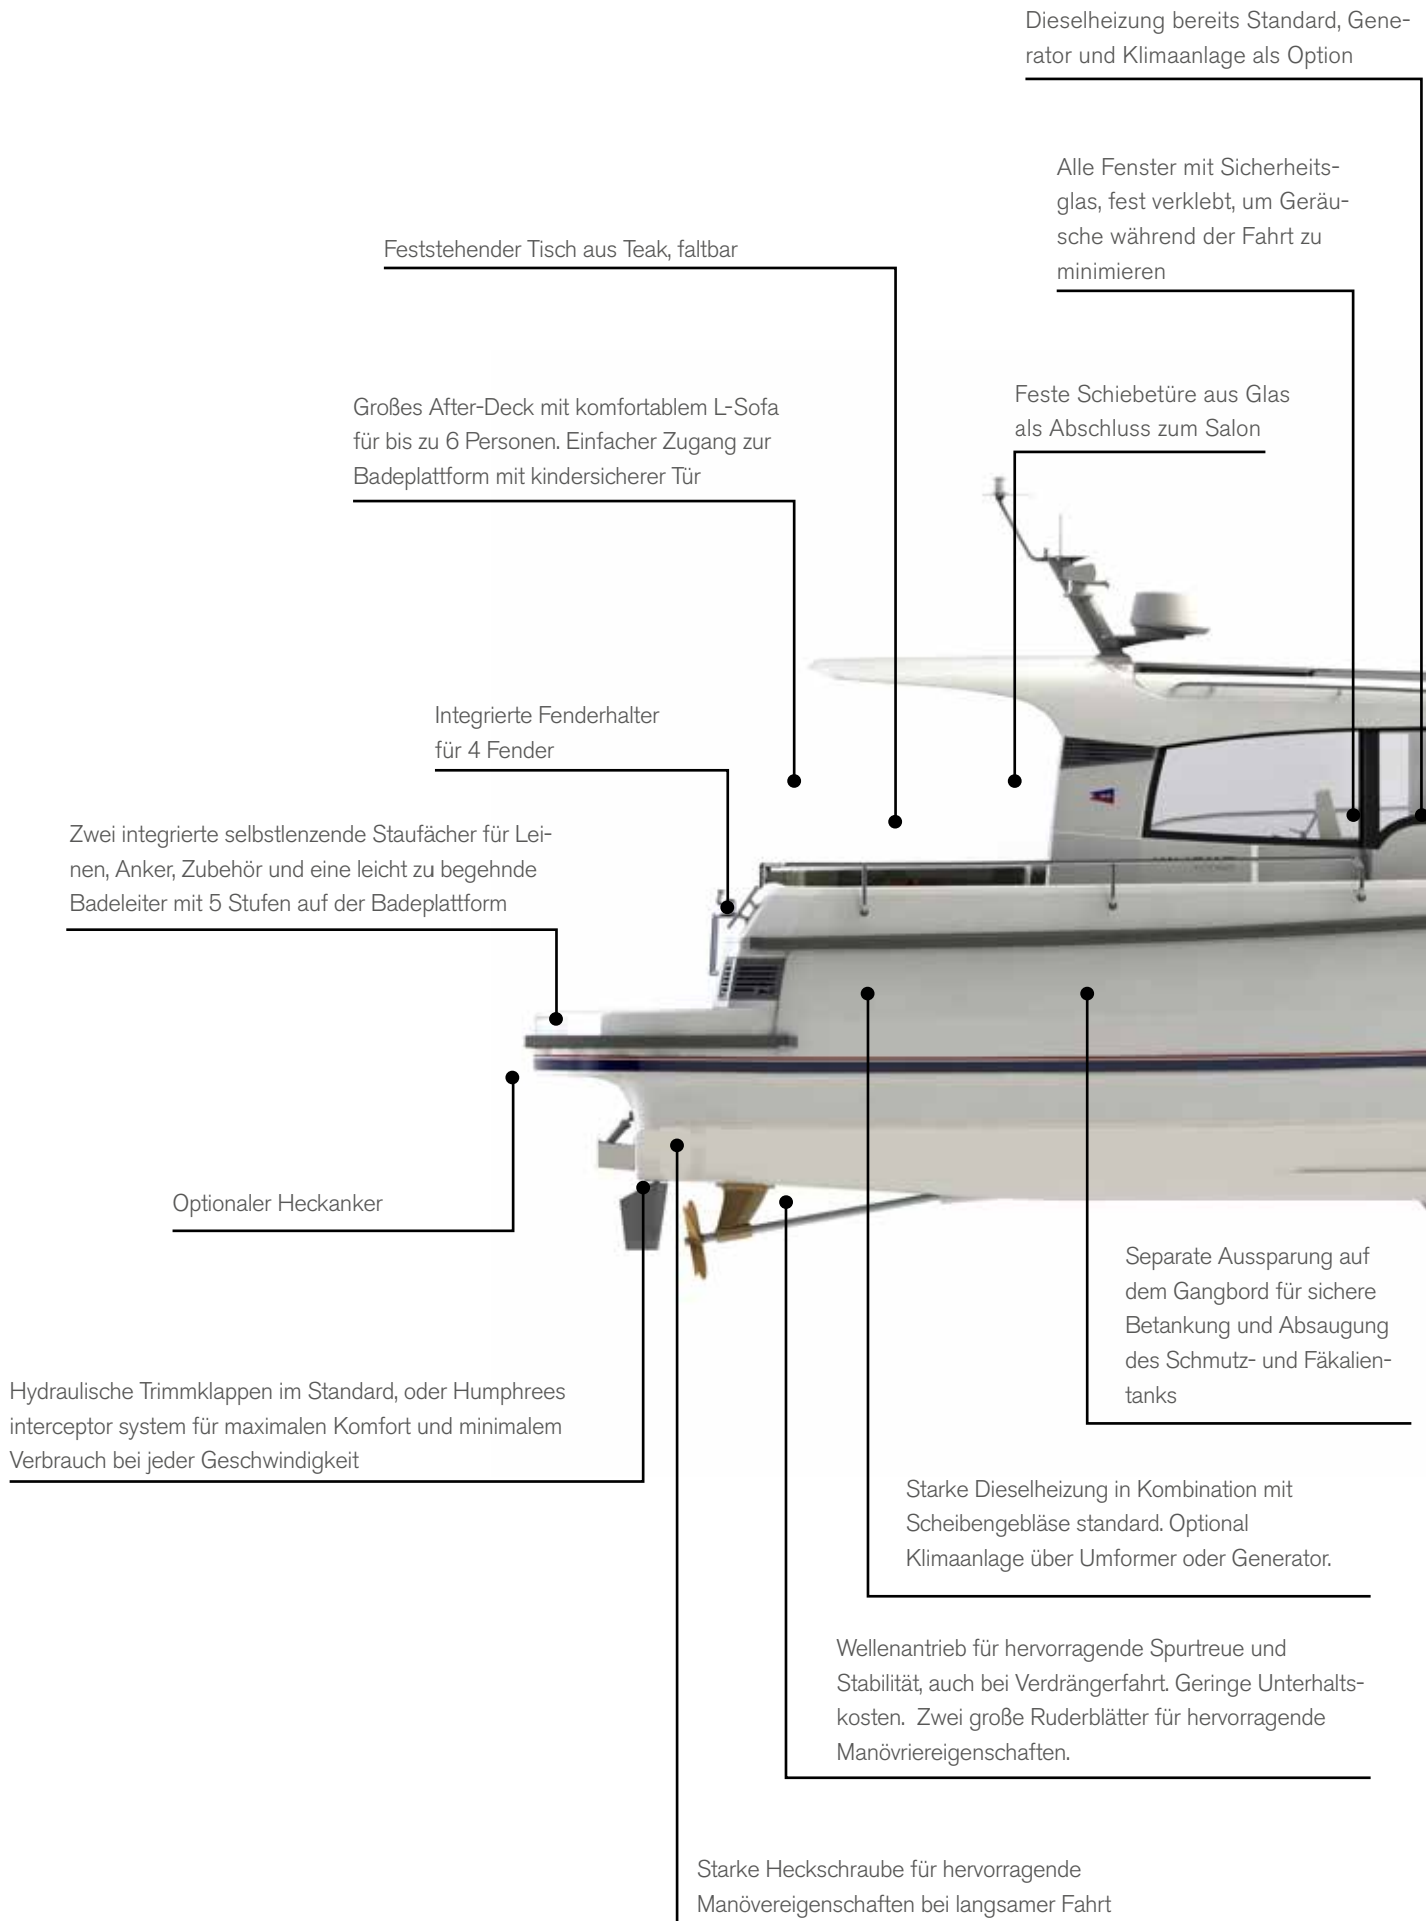 Dieselheizung bereits Standard, Gene-
rator und Klimaanlage als Option
Alle Fenster mit Sicherheits-
glas, fest verklebt, um Geräu-
sche während der Fahrt zu
minimieren
Feststehender Tisch aus Teak, faltbar
Großes After-Deck mit komfortablem L-Sofa
für bis zu 6 Personen. Einfacher Zugang zur
Badeplattform mit kindersicherer Tür
Feste Schiebetüre aus Glas
als Abschluss zum Salon
Integrierte Fenderhalter
für 4 Fender
Zwei integrierte selbstlenzende Staufächer für Lei-
nen, Anker, Zubehör und eine leicht zu begehnde
Badeleiter mit 5 Stufen auf der Badeplattform
Optionaler Heckanker
Separate Aussparung auf
dem Gangbord für sichere
Betankung und Absaugung
des Schmutz- und Fäkalien-
tanks
Hydraulische Trimmklappen im Standard, oder Humphrees
interceptor system für maximalen Komfort und minimalem
Verbrauch bei jeder Geschwindigkeit
Starke Dieselheizung in Kombination mit
Scheibengebläse standard. Optional
Klimaanlage über Umformer oder Generator.
Wellenantrieb für hervorragende Spurtreue und
Stabilität, auch bei Verdrängerfahrt. Geringe Unterhalts-
kosten.  Zwei große Ruderblätter für hervorragende
Manövriereigenschaften.
Starke Heckschraube für hervorragende
Manövereigenschaften bei langsamer Fahrt